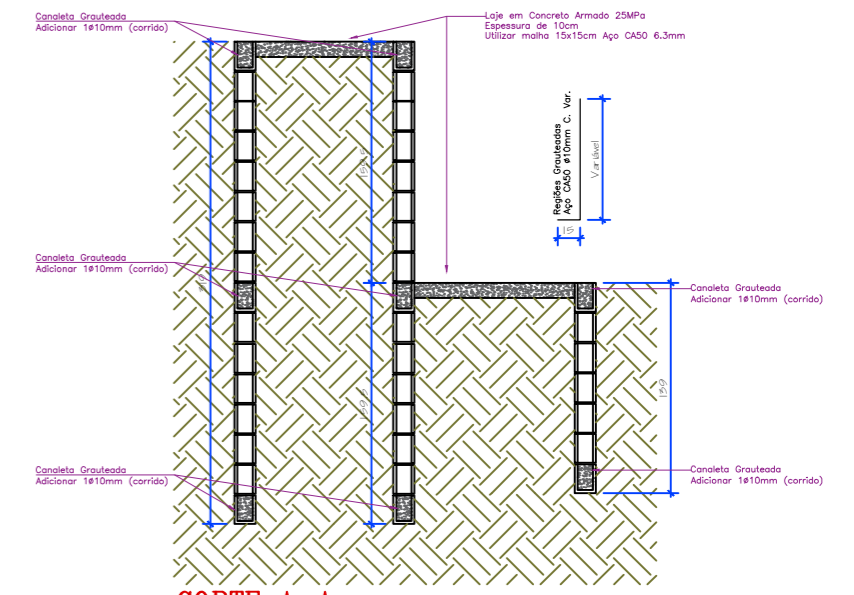 Canaleta Grauteada
Adicionar 1ø10mm (corrido)
Laje em Concreto Armado 25MPa
Espessura de 10cm
Utilizar malha 15x15cm Aço CA50 6.3mm
Regiões Grauteadas
Aço CA50 ø10mm C. Var.
Variável
15
Canaleta Grauteada
Adicionar 1ø10mm (corrido)
Canaleta Grauteada
Adicionar 1ø10mm (corrido)
139
Canaleta Grauteada
Adicionar 1ø10mm (corrido)
Canaleta Grauteada
Adicionar 1ø10mm (corrido)